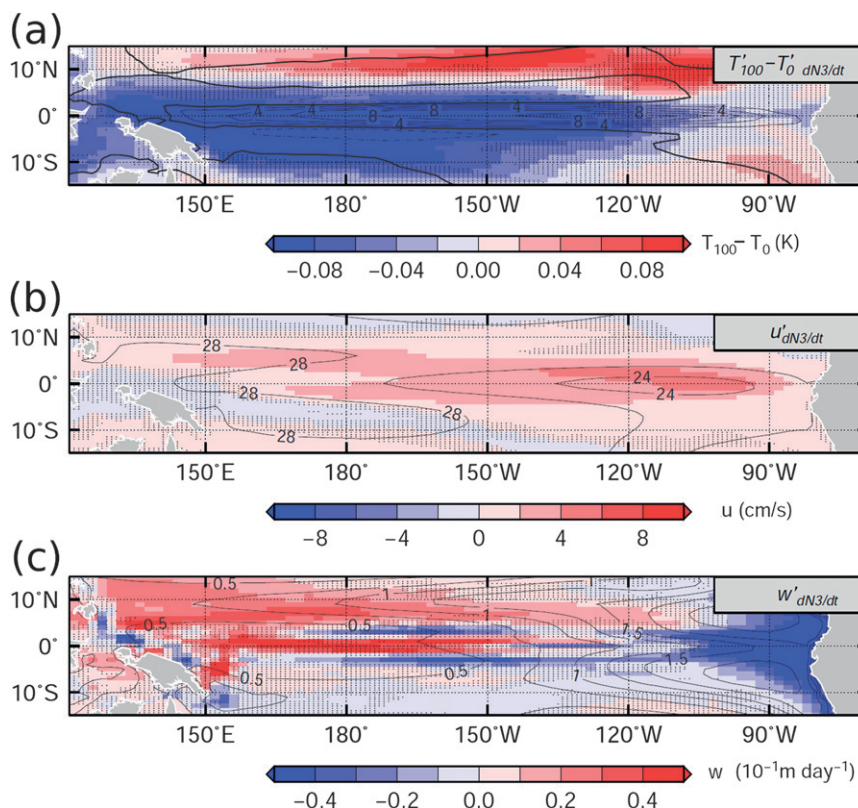 (a)
T'100−T'0 dN3/dt
10°N
0°
10°S
4 4 4 4
8 8 8 8
4 4
150°E 180° 150°W 120°W 90°W
−0.08 −0.04 0.00 0.04 0.08
T100− T0 (K)
(b)
u'dN3/dt
10°N
0°
10°S
28
28
28
28
28
24
24
150°E 180° 150°W 120°W 90°W
−8 −4 0 4 8
u (cm/s)
(c)
w'dN3/dt
10°N
0°
10°S
0.5 1
0.5 0.5 1 1.5
0.5 1 1.5
0.5
150°E 180° 150°W 120°W 90°W
−0.4 −0.2 0.0 0.2 0.4
w (10−1m day−1)